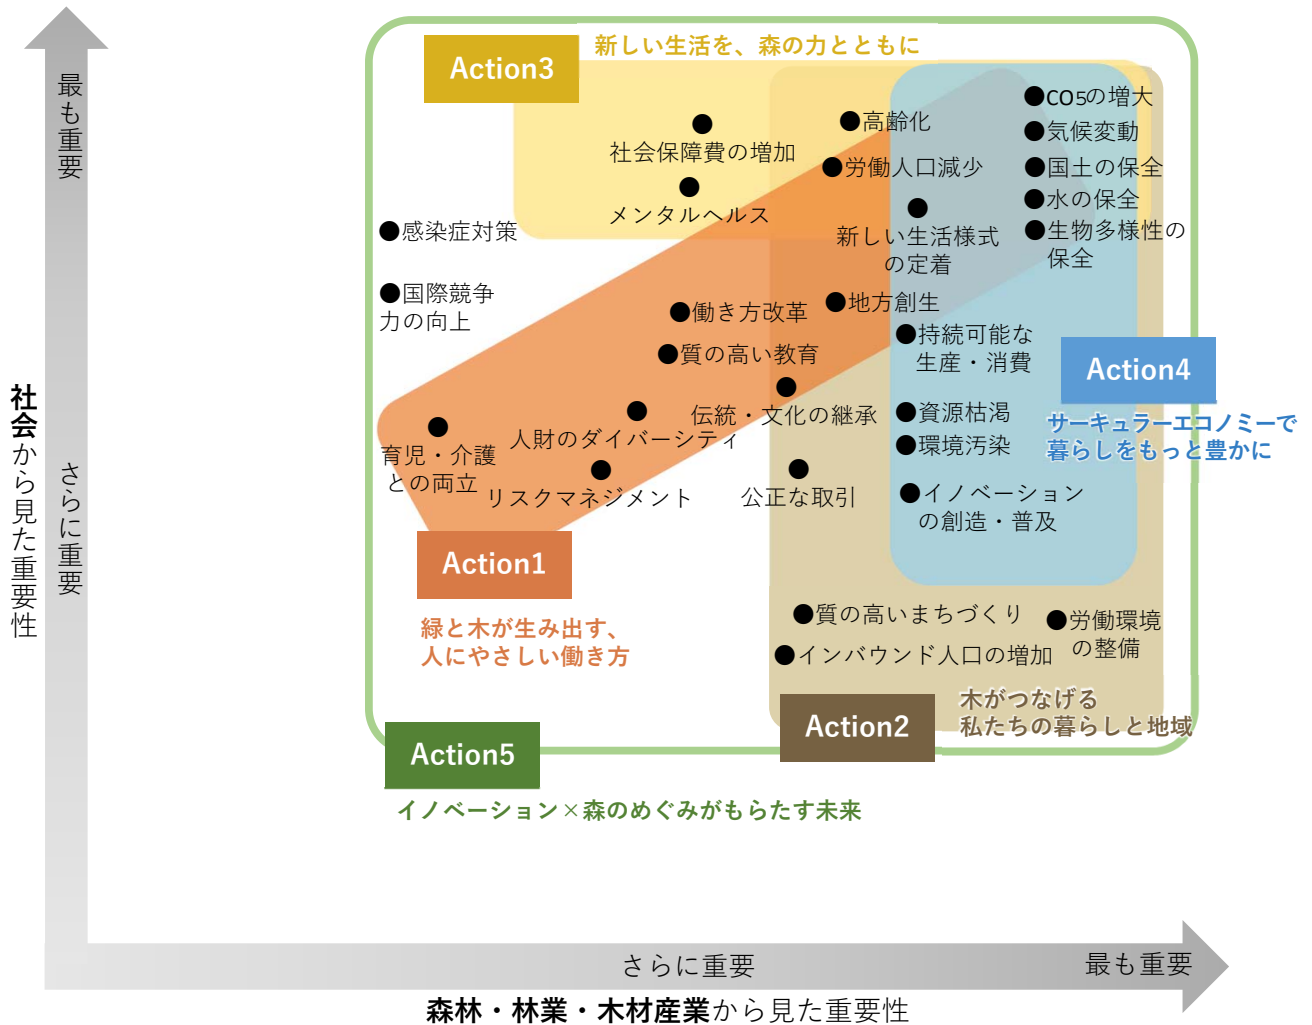 新しい生活を、森の力とともに
Action3
最も重要
●CO5の増大
●高齢化
●気候変動
社会保障費の増加
●労働人口減少
●国土の保全
メンタルヘルス
●水の保全
●感染症対策
新しい生活様式
の定着
●生物多様性の
保全
●国際競争
力の向上
●働き方改革
●地方創生
●質の高い教育
●持続可能な
生産・消費
Action4
サーキュラーエコノミーで
暮らしをもっと豊かに
伝統・文化の継承
●資源枯渇
人財のダイバーシティ
●環境汚染
育児・介護
との両立
リスクマネジメント
公正な取引
●イノベーション
の創造・普及
社会から見た重要性
さらに重要
Action1
緑と木が生み出す、
人にやさしい働き方
●質の高いまちづくり
●労働環境
の整備
●インバウンド人口の増加
Action2
木がつなげる
私たちの暮らしと地域
Action5
イノベーション×森のめぐみがもらたす未来
さらに重要
最も重要
森林・林業・木材産業から見た重要性